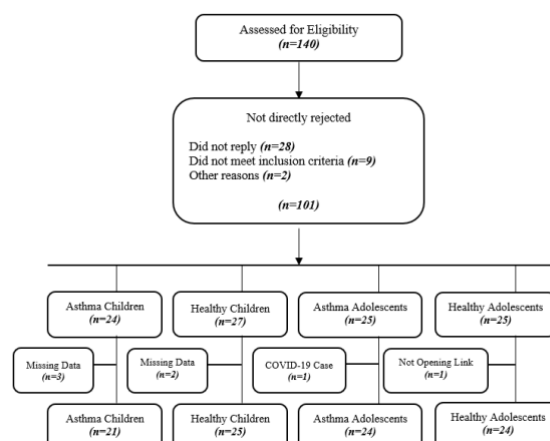 Assessed for Eligibility
(n=140)
Not directly rejected
Did not reply (n=28)
Did not meet inclusion criteria (n=9)
Other reasons (n=2)
(n=101)
Asthma Children
(n=24)
Healthy Children
(n=27)
Asthma Adolescents
(n=25)
Healthy Adolescents
(n=25)
Missing Data
(n=3)
Missing Data
(n=2)
COVID-19 Case
(n=1)
Not Opening Link
(n=1)
Asthma Children
(n=21)
Healthy Children
(n=25)
Asthma Adolescents
(n=24)
Healthy Adolescents
(n=24)